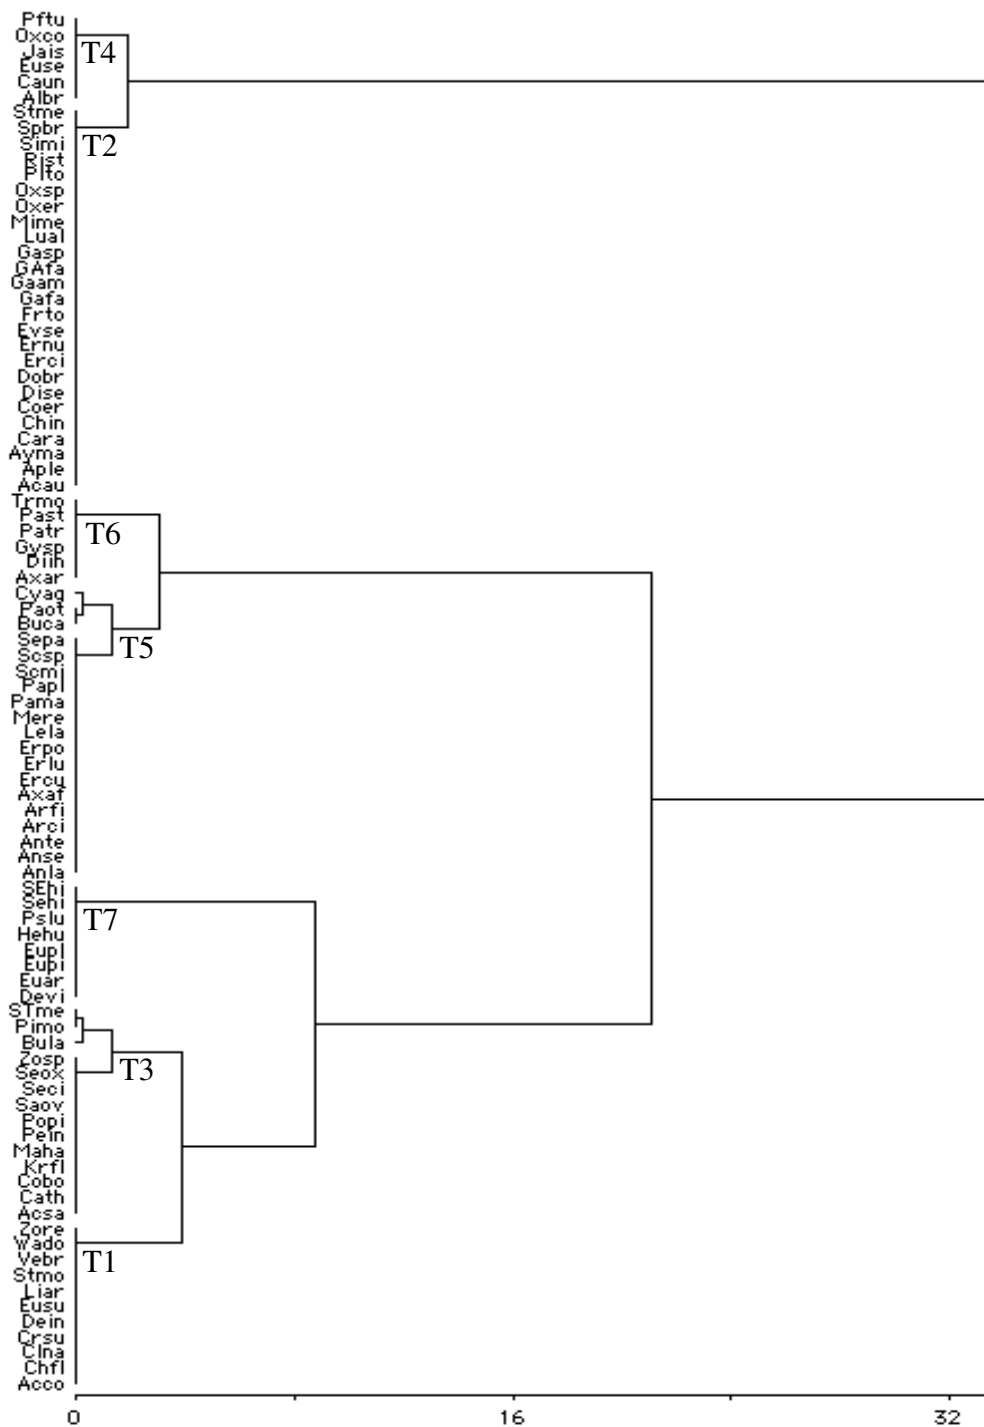 Pftu
Oxco
T4
Jais
Euse
Caun
Albr
Stme
Spbr
T2
Simi
Rist
Plto
Oxsp
Oxer
Mime
Lual
Gasp
GAfa
Gaam
Gafa
Frto
Evse
Ernu
Erci
Dobr
Dise
Coer
Chin
Cara
Ayma
Aple
Acau
Trmo
Past
T6
Patr
Gysp
Diih
Axar
Cyag
Paot
Buca
Sepa
T5
Scsp
Scmi
Papl
Pama
Mere
Lela
Erpo
Erlu
Ercu
Axaf
Arfi
Arci
Ante
Anse
Anla
SEhi
Sehi
T7
Pslu
Hehu
Eupl
Eupi
Euar
Devi
STme
Pimo
Bula
Zosp
T3
Seox
Seci
Saov
Popi
Pein
Maha
Krfl
Cobo
Cath
Acsa
Zore
Wado
T1
Vebr
Stmo
Liar
Eusu
Dein
Crsu
Clna
Chfl
Acco
0 16 32